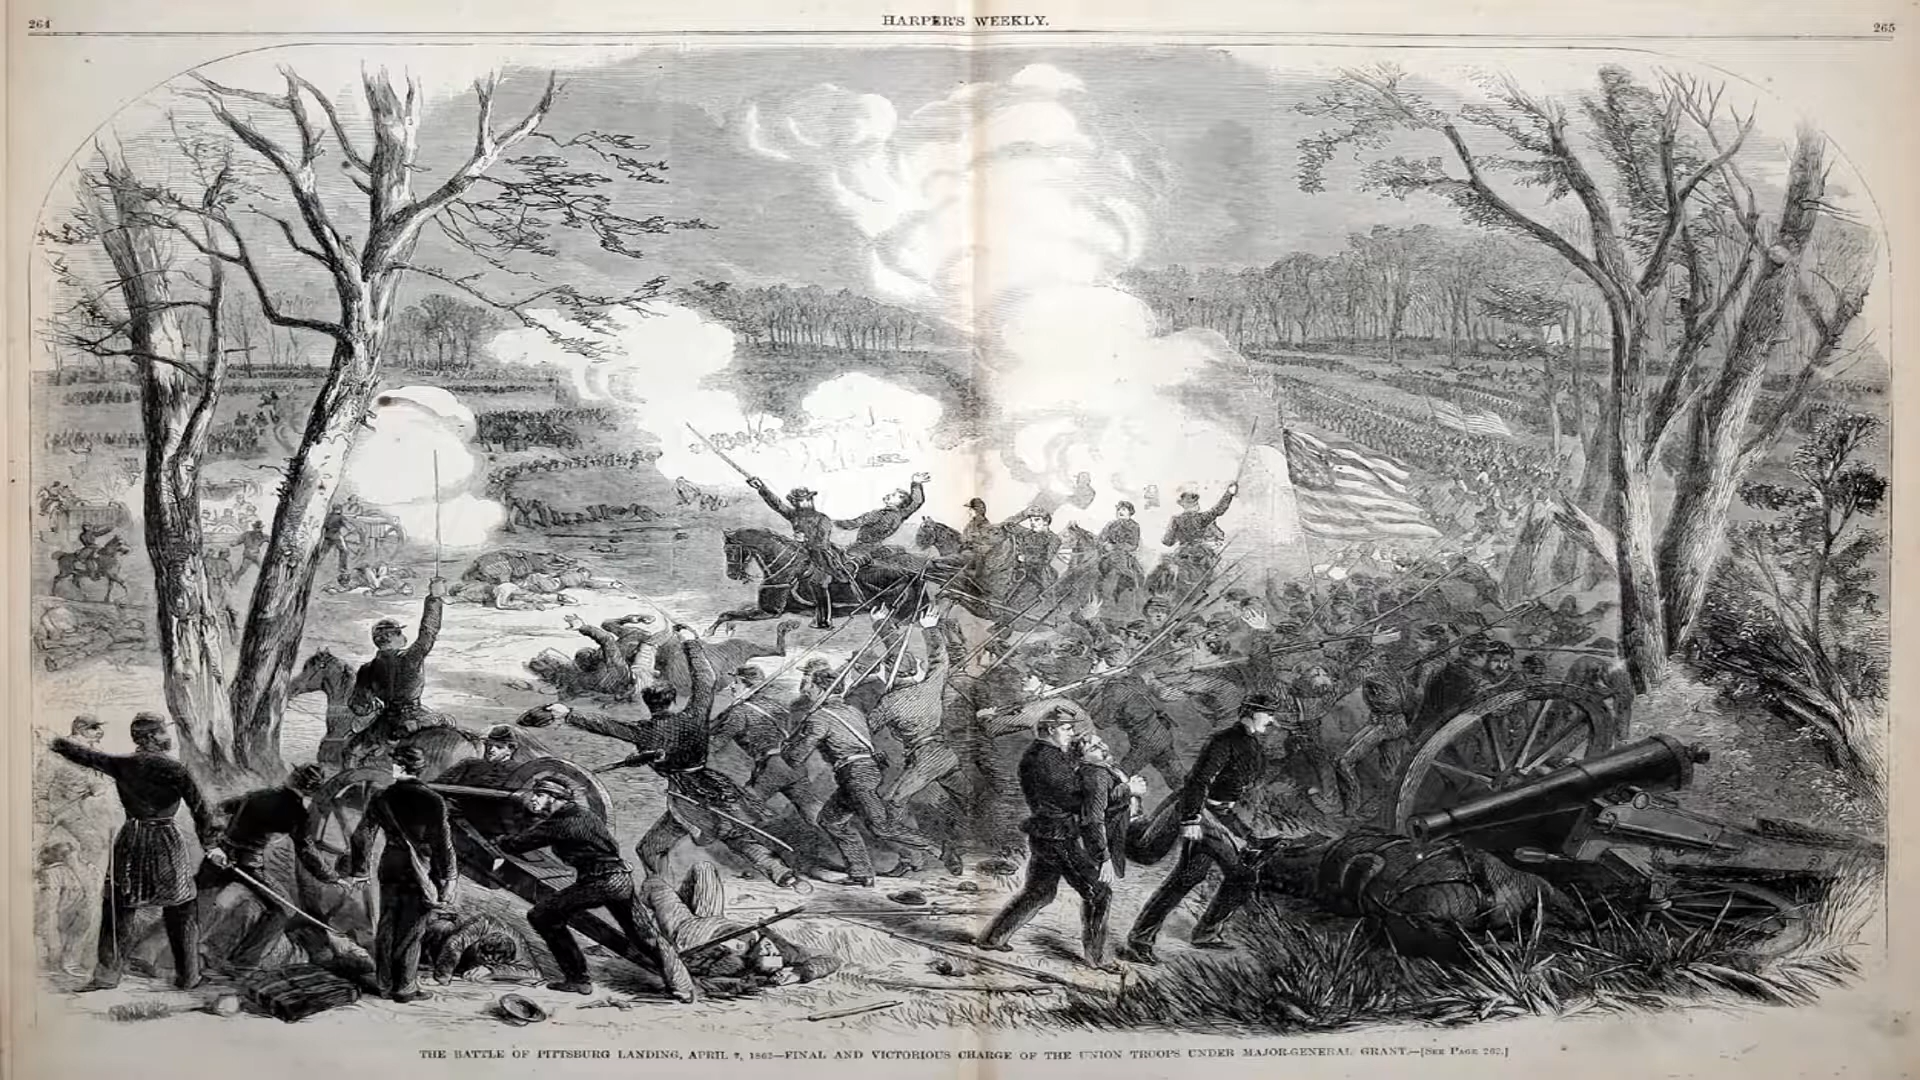 264
HARPER'S WEEKLY.
265
THE BATTLE OF PITTSBURG LANDING, APRIL 7, 1862—FINAL AND VICTORIOUS CHARGE OF THE UNION TROOPS UNDER MAJOR-GENERAL GRANT.—[SEE PAGE 262.]